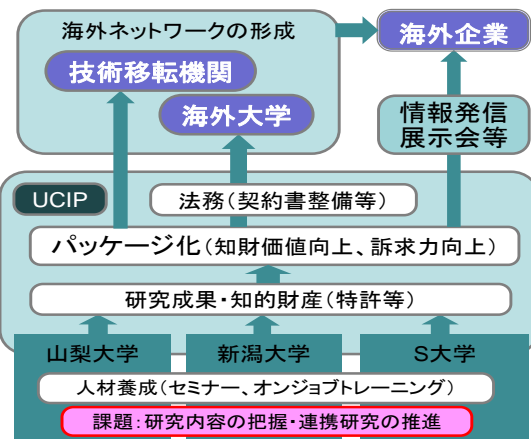 海外ネットワークの形成
海外企業
技術移転機関
海外大学
情報発信
展示会等
UCIP
法務(契約書整備等)
パッケージ化(知財価値向上、訴求力向上)
研究成果・知的財産(特許等)
山梨大学
新潟大学
S大学
人材養成(セミナー、オンジョブトレーニング)
課題:研究内容の把握・連携研究の推進